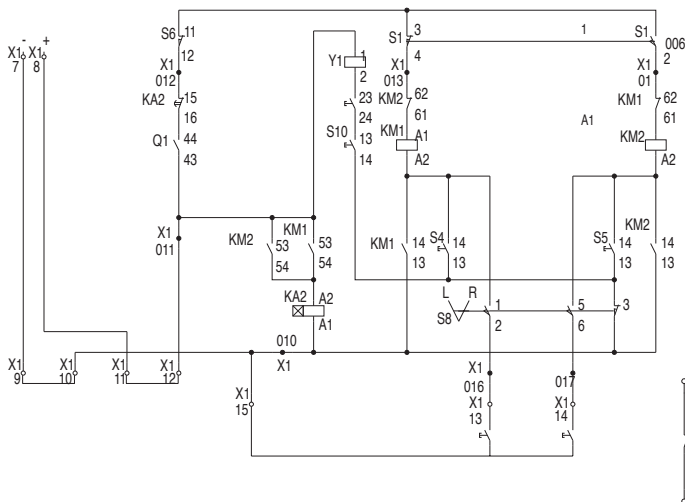 - +
X1 X1
7 8
S6 11
12
X1
012
KA2 15
16
Q1 44
43
X1
011
Y1 1
2
23
24
S10 13
14
S1 3
4
X1
013
KM2 62
61
KM1 A1
A2
1
S1 006
2
X1
01
KM1 62
61
A1
KM2 A1
A2
KM2 53
54
KM1 53
54
KA2 A2
A1
KM1 14
13
S4 14
13
S5 14
13
KM2 14
13
L R
S8
1
2
5
6
3
X1
9
X1
10
X1
11
X1
12
010
X1
X1
15
X1
016
X1
13
017
X1
14